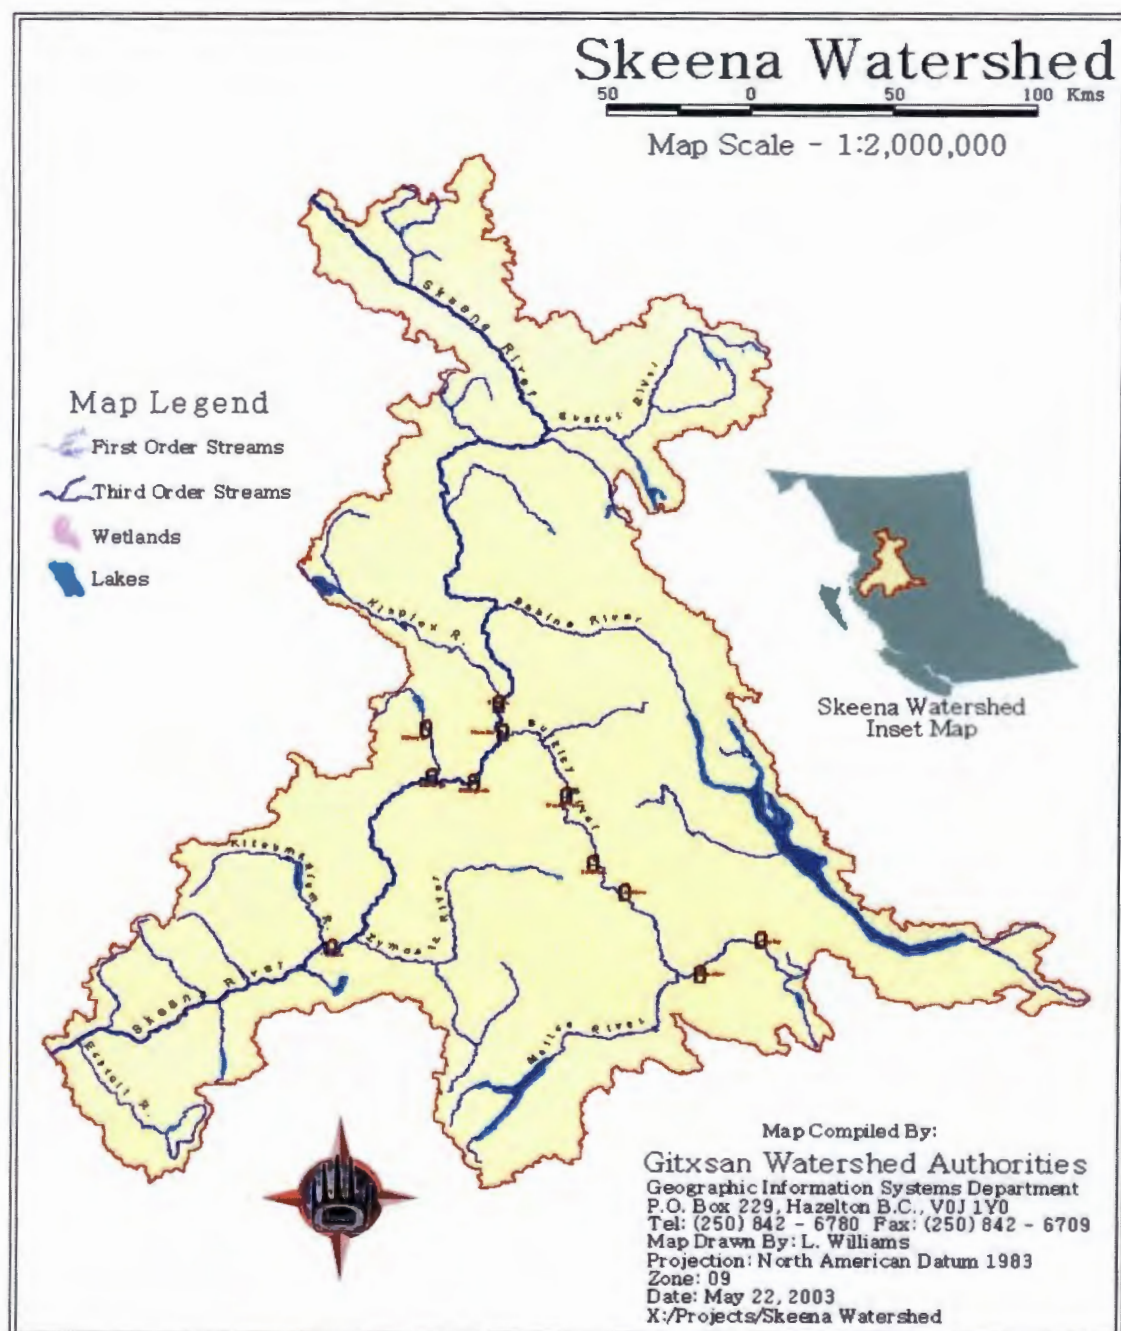 Skeena Watershed
50 0 50 100 Kms
Map Scale - 1:2,000,000
Skeena River
Sustut River
Map Legend
First Order Streams
Third Order Streams
Wetlands
Lakes
Kispiox R.
Babine River
Skeena Watershed
Inset Map
Bulkley River
Kitsumkalum R.
Zymoetz River
Skeena River
Ecstall R.
Morice River
Map Compiled By:
Gitxsan Watershed Authorities
Geographic Information Systems Department
P.O. Box 229, Hazelton B.C., V0J 1Y0
Tel: (250) 842 - 6780 Fax: (250) 842 - 6709
Map Drawn By: L. Williams
Projection: North American Datum 1983
Zone: 09
Date: May 22, 2003
X:/Projects/Skeena Watershed